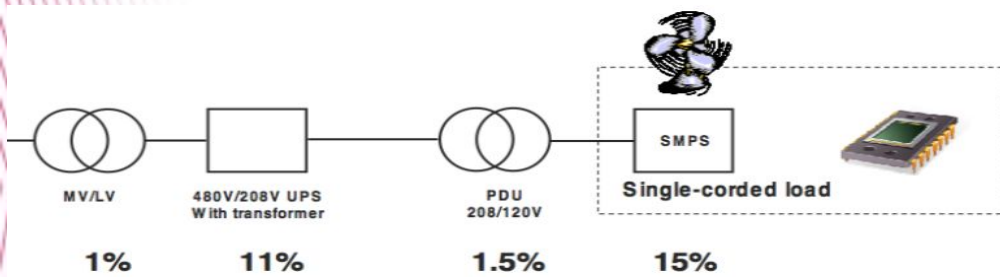 SMPS
Single-corded load
MV/LV
480V/208V UPS
With transformer
PDU
208/120V
1%
11%
1.5%
15%